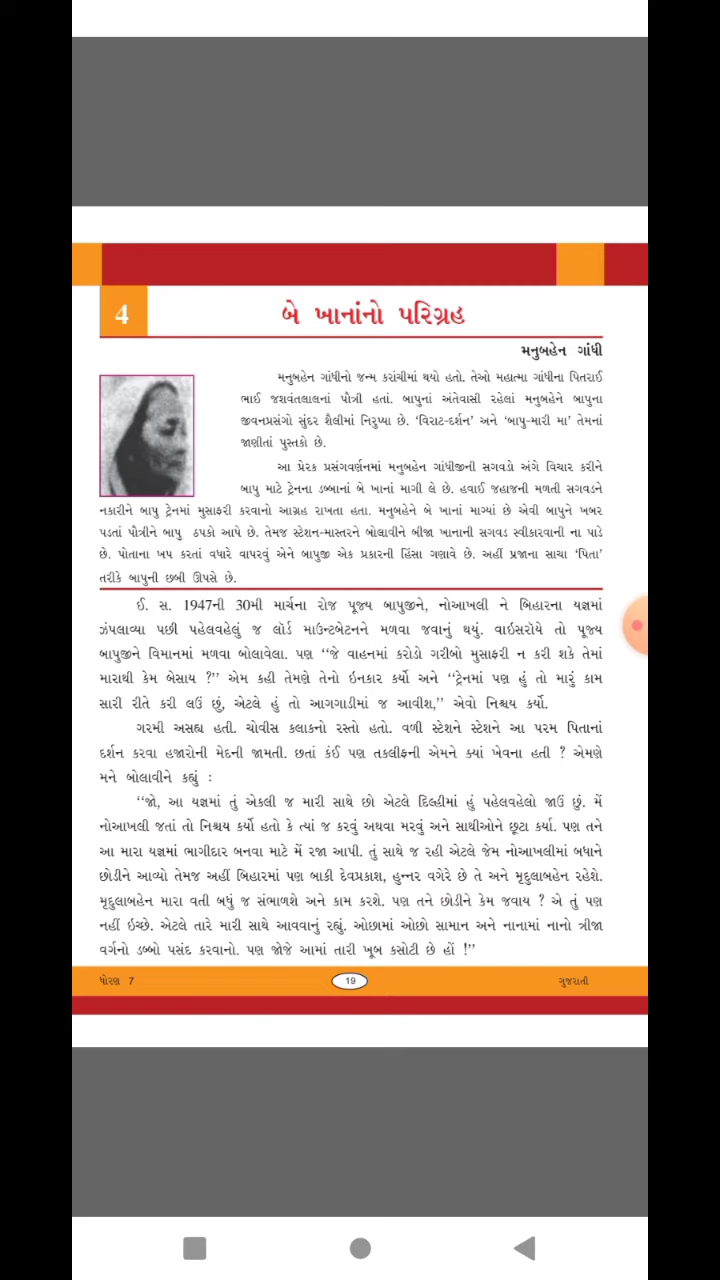 4
બે ખાનાંનો પરિગ્રહ
મનુબહેન ગાંધી
મનુબહેન ગાંધીનો જન્મ કરાંચીમાં થયો હતો. તેઓ મહાત્મા ગાંધીના પિતરાઈ
ભાઈ જશવંતલાલનાં પૌત્રી હતાં. બાપુનાં અંતેવાસી રહેલાં મનુબહેને બાપુના
જીવનપ્રસંગો સુંદર શૈલીમાં નિરુપ્યા છે. ‘વિરાટ-દર્શન’ અને ‘બાપુ-મારી મા’ તેમનાં
જાણીતાં પુસ્તકો છે.
આ પ્રેરક પ્રસંગવર્ણનમાં મનુબહેન ગાંધીજીની સગવડો અંગે વિચાર કરીને
બાપુ માટે ટ્રેનના ડબ્બાનાં બે ખાનાં માગી લે છે. હવાઈ જહાજની મળતી સગવડને
નકારીને બાપુ ટ્રેનમાં મુસાફરી કરવાનો આગ્રહ રાખતા હતા. મનુબહેને બે ખાનાં માગ્યાં છે એવી બાપુને ખબર
પડતાં પૌત્રીને બાપુ ઠપકો આપે છે. તેમજ સ્ટેશન-માસ્તરને બોલાવીને બીજા ખાનાની સગવડ સ્વીકારવાની ના પાડે
છે. પોતાના ખપ કરતાં વધારે વાપરવું એને બાપુજી એક પ્રકારની હિંસા ગણાવે છે. અહીં પ્રજાના સાચા ‘પિતા’
તરીકે બાપુની છબી ઊપસે છે.
ઈ. સ. 1947ની 30મી માર્ચના રોજ પૂજ્ય બાપુજીને, નોઆખલી ને બિહારના યજ્ઞમાં
ઝંપલાવ્યા પછી પહેલવહેલું જ લૉર્ડ માઉન્ટબેટનને મળવા જવાનું થયું. વાઇસરૉયે તો પૂજ્ય
બાપુજીને વિમાનમાં મળવા બોલાવેલા. પણ ‘‘જે વાહનમાં કરોડો ગરીબો મુસાફરી ન કરી શકે તેમાં
મારાથી કેમ બેસાય ?’’ એમ કહી તેમણે તેનો ઇનકાર કર્યો અને ‘‘ટ્રેનમાં પણ હું તો મારું કામ
સારી રીતે કરી લઉં છું, એટલે હું તો આગગાડીમાં જ આવીશ,’’ એવો નિશ્ચય કર્યો.
ગરમી અસહ્ય હતી. ચોવીસ કલાકનો રસ્તો હતો. વળી સ્ટેશને સ્ટેશને આ પરમ પિતાનાં
દર્શન કરવા હજારોની મેદની જામતી. છતાં કંઈ પણ તકલીફની એમને ક્યાં ખેવના હતી ? એમણે
મને બોલાવીને કહ્યું :
‘‘જો, આ યજ્ઞમાં તું એકલી જ મારી સાથે છો એટલે દિલ્હીમાં હું પહેલવહેલો જાઉં છું. મેં
નોઆખલી જતાં તો નિશ્ચય કર્યો હતો કે ત્યાં જ કરવું અથવા મરવું અને સાથીઓને છૂટા કર્યા. પણ તને
આ મારા યજ્ઞમાં ભાગીદાર બનવા માટે મેં રજા આપી. તું સાથે જ રહી એટલે જેમ નોઆખલીમાં બધાને
છોડીને આવ્યો તેમજ અહીં બિહારમાં પણ બાકી દેવપ્રકાશ, હુન્નર વગેરે છે તે અને મૃદુલાબહેન રહેશે.
મૃદુલાબહેન મારા વતી બધું જ સંભાળશે અને કામ કરશે. પણ તને છોડીને કેમ જવાય ? એ તું પણ
નહીં ઇચ્છે. એટલે તારે મારી સાથે આવવાનું રહ્યું. ઓછામાં ઓછો સામાન અને નાનામાં નાનો ત્રીજા
વર્ગનો ડબ્બો પસંદ કરવાનો. પણ જોજે આમાં તારી ખૂબ કસોટી છે હોં !’’
ધોરણ 7
19
ગુજરાતી